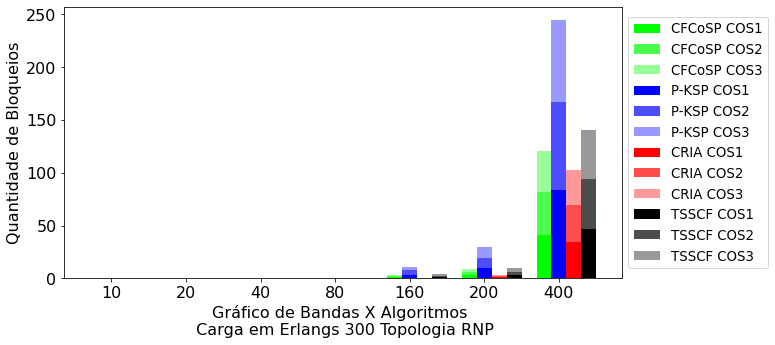 Quantidade de Bloqueios
250
200
150
100
50
0
10 20 40 80 160 200 400
Gráfico de Bandas X Algoritmos
Carga em Erlangs 300 Topologia RNP
CFCoSP COS1
CFCoSP COS2
CFCoSP COS3
P-KSP COS1
P-KSP COS2
P-KSP COS3
CRIA COS1
CRIA COS2
CRIA COS3
TSSCF COS1
TSSCF COS2
TSSCF COS3